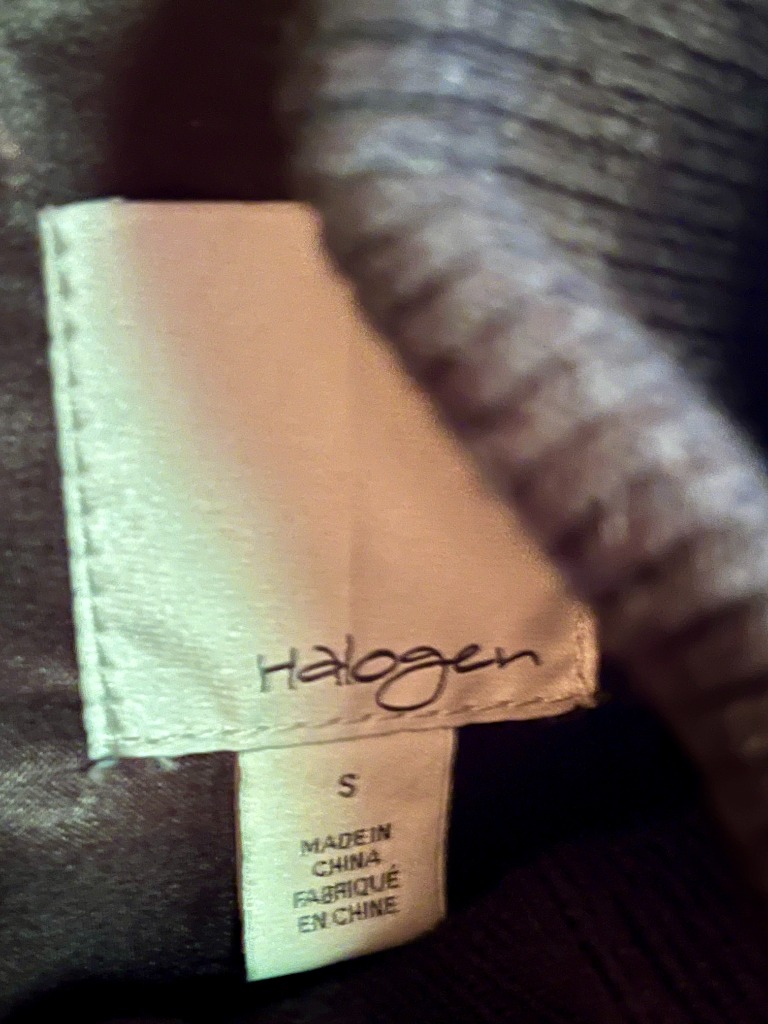 Halogen
S
MADE IN
CHINA
FABRIQUÉ
EN CHINE